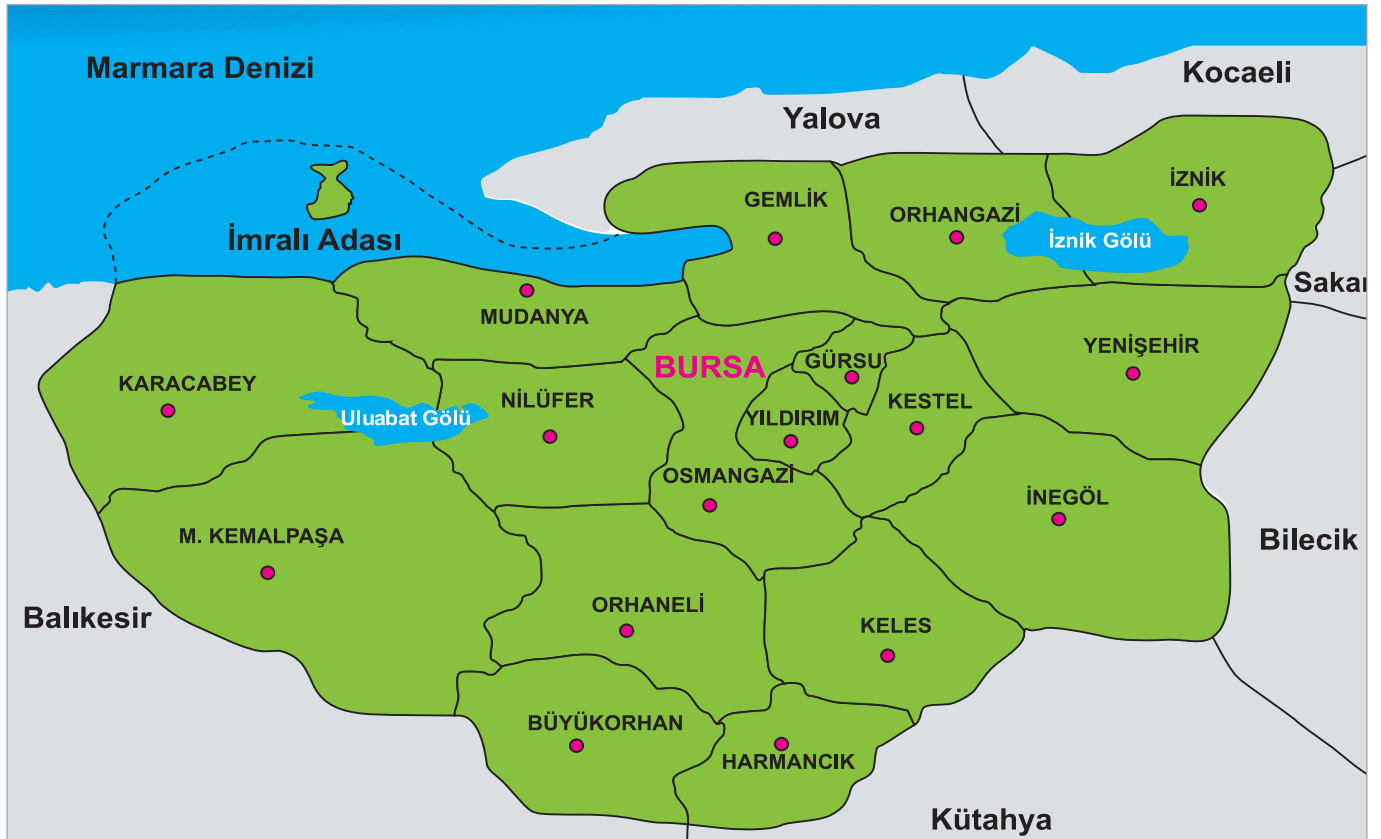 Marmara Denizi
Kocaeli
Yalova
İZNİK
GEMLİK
ORHANGAZİ
İmralı Adası
İznik Gölü
Sakar
MUDANYA
YENİŞEHİR
BURSA
GÜRSU
KARACABEY
NİLÜFER
KESTEL
Uluabat Gölü
YILDIRIM
OSMANGAZİ
İNEGÖL
M. KEMALPAŞA
Bilecik
ORHANELİ
Balıkesir
KELES
BÜYÜKORHAN
HARMANCIK
Kütahya